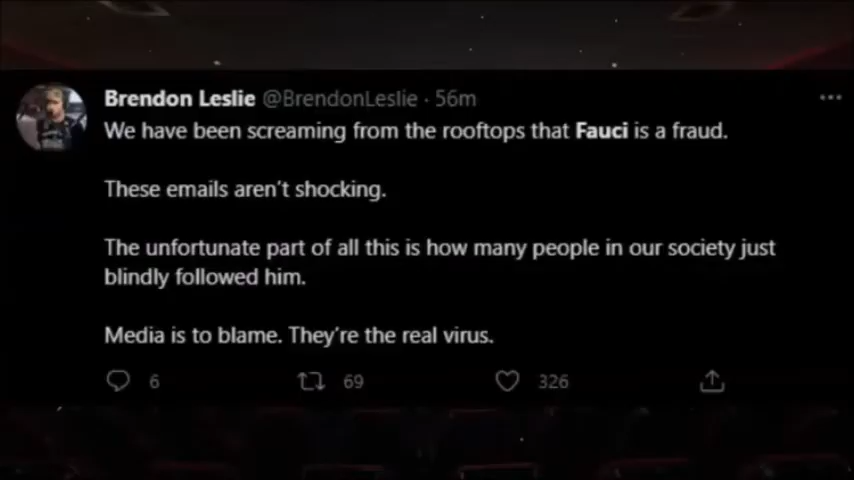 Brendon Leslie @BrendonLeslie · 56m
We have been screaming from the rooftops that Fauci is a fraud.
These emails aren't shocking.
The unfortunate part of all this is how many people in our society just
blindly followed him.
Media is to blame. They're the real virus.
6 69 326